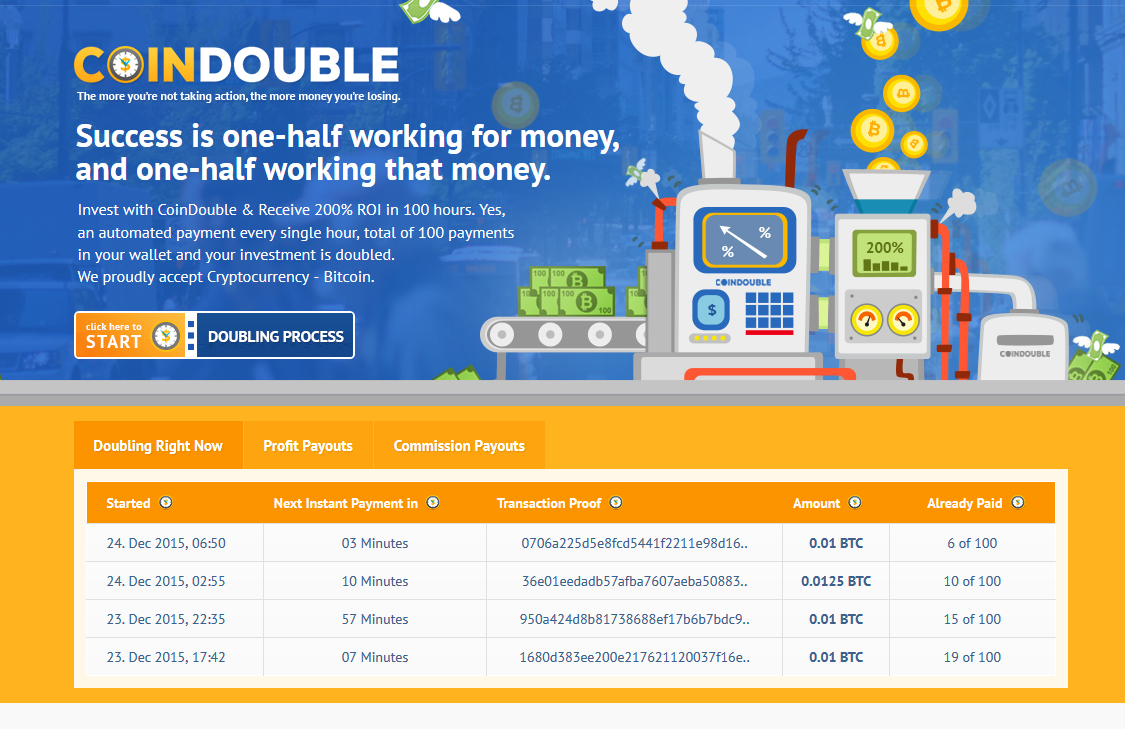 COINDOUBLE
The more you're not taking action, the more money you're losing.
Success is one-half working for money,
and one-half working that money.
Invest with CoinDouble & Receive 200% ROI in 100 hours. Yes,
an automated payment every single hour, total of 100 payments
in your wallet and your investment is doubled.
We proudly accept Cryptocurrency - Bitcoin.
click here to
START
DOUBLING PROCESS
100 100
100 100
100
%
%
COINDOUBLE
$
200%
COINDOUBLE
Doubling Right Now Profit Payouts Commission Payouts
Started Next Instant Payment in Transaction Proof Amount Already Paid
24. Dec 2015, 06:50 03 Minutes 0706a225d5e8fcd5441f2211e98d16.. 0.01 BTC 6 of 100
24. Dec 2015, 02:55 10 Minutes 36e01eedadb57afba7607aeba50883.. 0.0125 BTC 10 of 100
23. Dec 2015, 22:35 57 Minutes 950a424d8b81738688ef17b6b7bdc9.. 0.01 BTC 15 of 100
23. Dec 2015, 17:42 07 Minutes 1680d383ee200e217621120037f16e.. 0.01 BTC 19 of 100